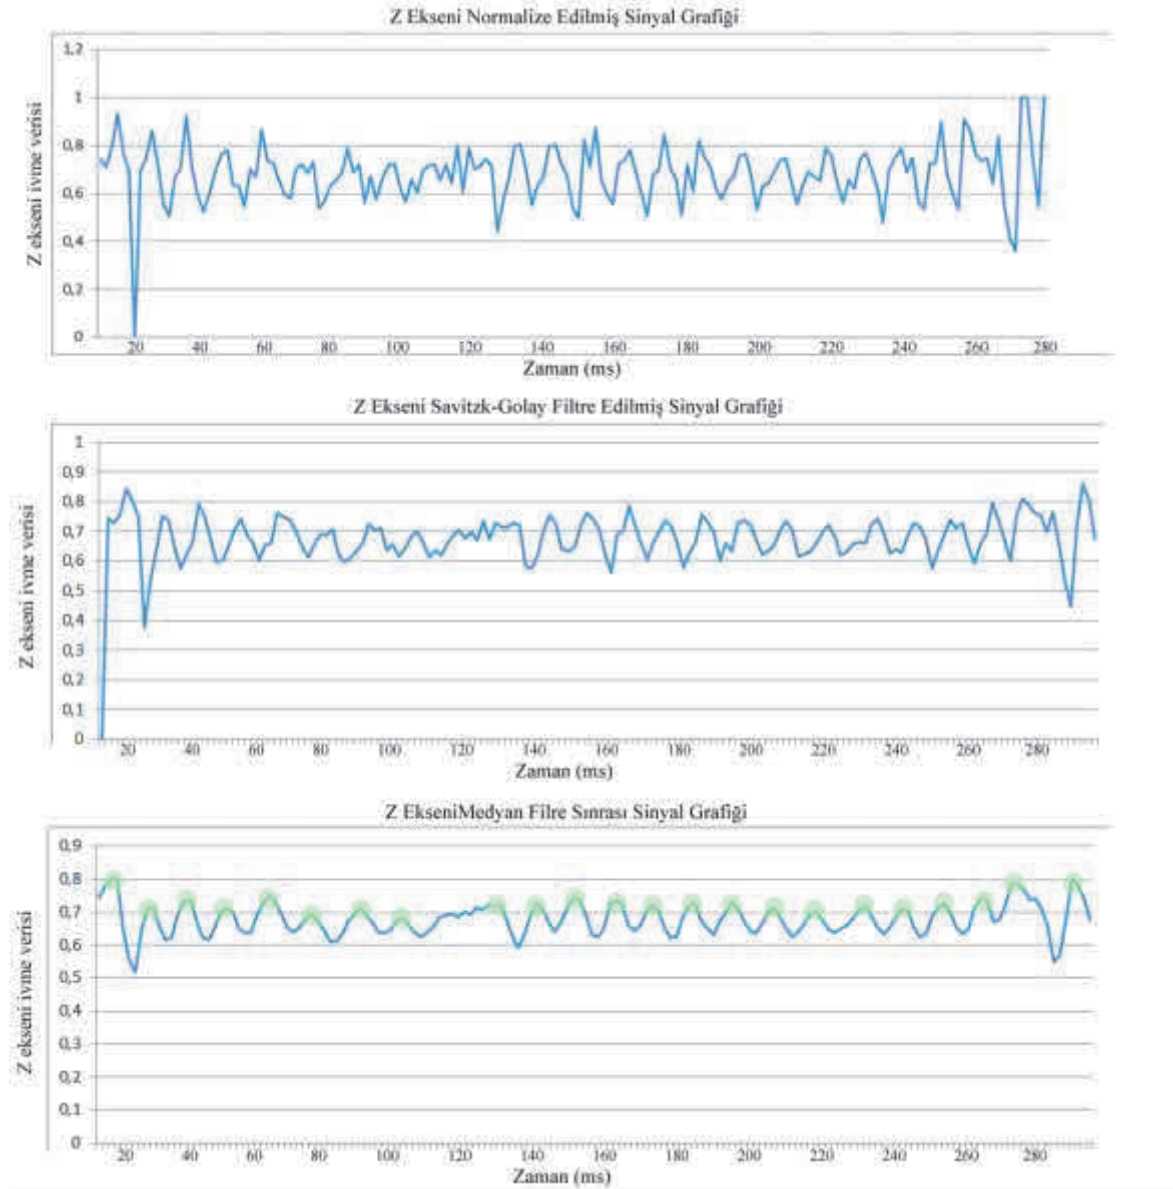 Z Ekseni Normalize Edilmiş Sinyal Grafiği
Z ekseni ivme verisi
1,2
1
0,8
0,6
0,4
0,2
0
20 40 60 80 100 120 140 160 180 200 220 240 260 280
Zaman (ms)
Z Ekseni Savitzk-Golay Filtre Edilmiş Sinyal Grafiği
Z ekseni ivme verisi
1
0,9
0,8
0,7
0,6
0,5
0,4
0,3
0,2
0,1
0
20 40 60 80 100 120 140 160 180 200 220 240 260 280
Zaman (ms)
Z EkseniMedyan Filre Sınrası Sinyal Grafiği
Z ekseni ivme verisi
0,9
0,8
0,7
0,6
0,5
0,4
0,3
0,2
0,1
0
20 40 60 80 100 120 140 160 180 200 220 240 260 280
Zaman (ms)